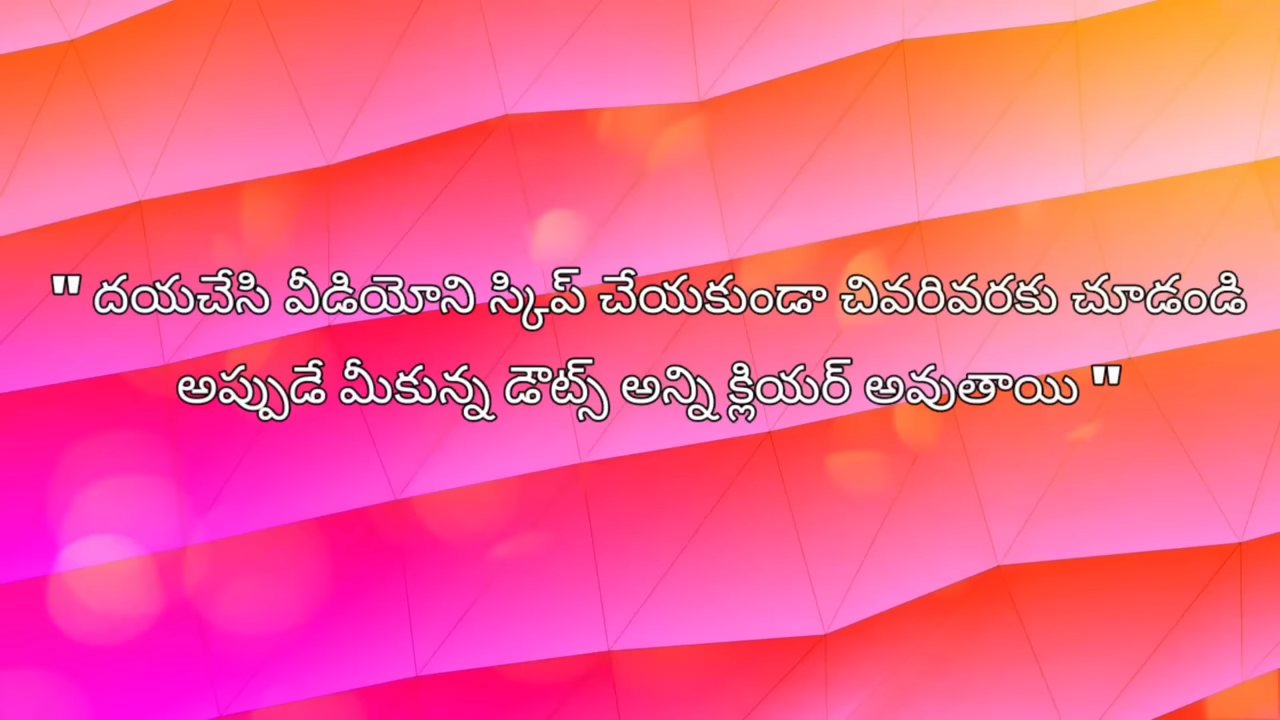 " దయచేసి వీడియోని స్కిప్ చేయకుండా చివరివరకు చూడండి
అప్పుడే మీకున్న డౌట్స్ అన్ని క్లియర్ అవుతాయి "